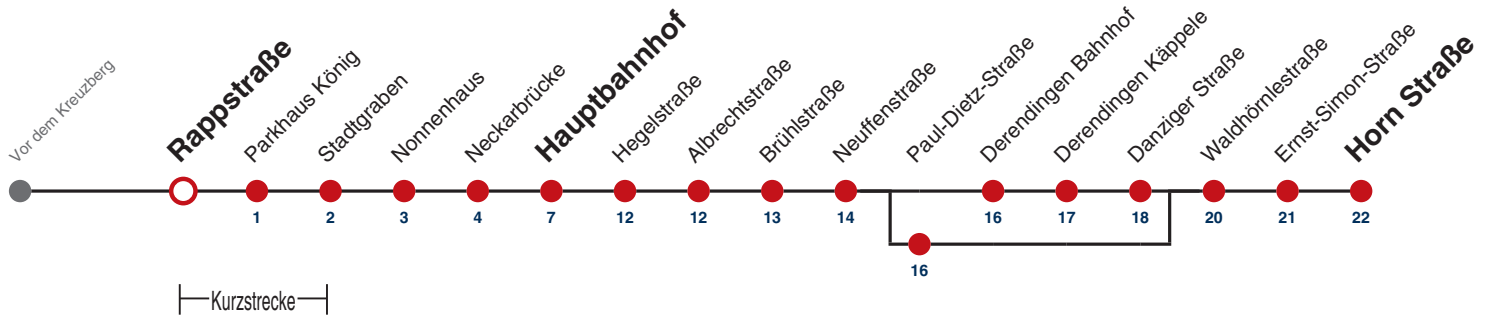 Vor dem Kreuzberg
Rappstraße
Parkhaus König
Stadtgraben
Nonnenhaus
Neckarbrücke
Hauptbahnhof
Hegelstraße
Albrechtstraße
Brühlstraße
Neuffenstraße
Paul-Dietz-Straße
Derendingen Bahnhof
Derendingen Käppele
Danziger Straße
Waldhörnlestraße
Ernst-Simon-Straße
Horn Straße
1 2 3 4 7 12 12 13 14 16 17 18 20 21 22
16
Kurzstrecke